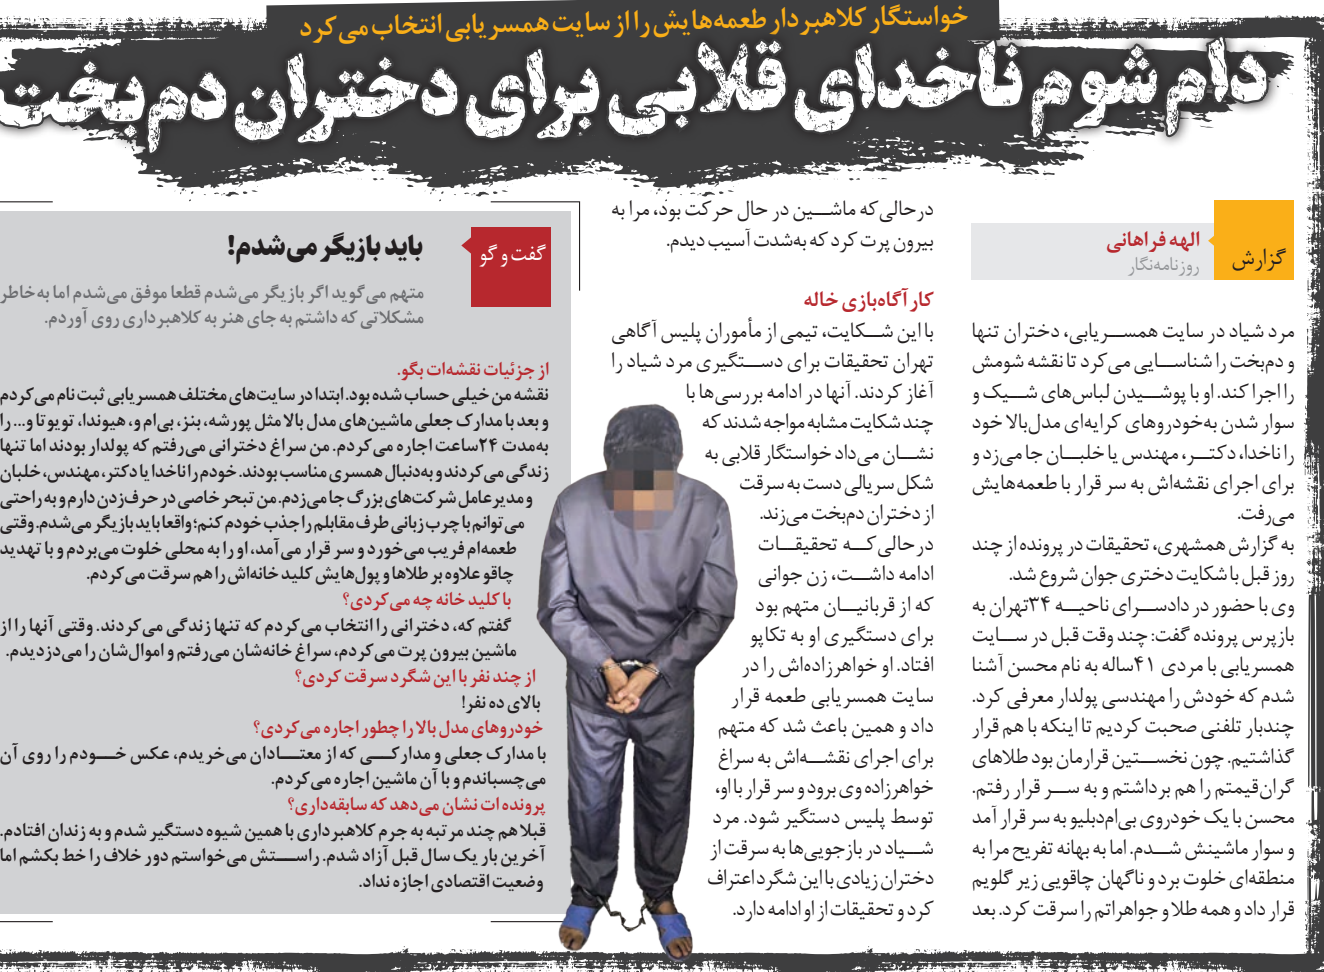 خواستگار کلاهبردار طعمه‌هایش را از سایت همسریابی انتخاب می‌کرد
دام شوم ناخدای قلابی برای دختران دم‌بخت
گزارش
الهه فراهانی
روزنامه‌نگار
مرد شیاد در سایت همسریابی، دختران تنها
و دم‌بخت را شناسایی می‌کرد تا نقشه شومش
را اجرا کند. او با پوشیدن لباس‌های شیک و
سوار شدن به‌خودروهای کرایه‌ای مدل‌بالا خود
را ناخدا، دکتر، مهندس یا خلبان جا می‌زد و
برای اجرای نقشه‌اش به سر قرار با طعمه‌هایش
می‌رفت.
به گزارش همشهری، تحقیقات در پرونده از چند
روز قبل با شکایت دختری جوان شروع شد.
وی با حضور در دادسرای ناحیه ۳۴تهران به
بازپرس پرونده گفت: چند وقت قبل در سایت
همسریابی با مردی ۴۱ساله به نام محسن آشنا
شدم که خودش را مهندسی پولدار معرفی کرد.
چندبار تلفنی صحبت کردیم تا اینکه با هم قرار
گذاشتیم. چون نخستین قرارمان بود طلاهای
گران‌قیمتم را هم برداشتم و به سر قرار رفتم.
محسن با یک خودروی بی‌ام‌دبلیو به سر قرار آمد
و سوار ماشینش شدم. اما به بهانه تفریح مرا به
منطقه‌ای خلوت برد و ناگهان چاقویی زیر گلویم
قرار داد و همه طلا و جواهراتم را سرقت کرد. بعد
درحالی‌که ماشین در حال حرکت بود، مرا به
بیرون پرت کرد که به‌شدت آسیب دیدم.
کارآگاه‌بازی خاله
با این شکایت، تیمی از مأموران پلیس آگاهی
تهران تحقیقات برای دستگیری مرد شیاد را
آغاز کردند. آنها در ادامه بررسی‌ها با
چند شکایت مشابه مواجه شدند که
نشان می‌داد خواستگار قلابی به
شکل سریالی دست به سرقت
از دختران دم‌بخت می‌زند.
درحالی‌که تحقیقات
ادامه داشت، زن جوانی
که از قربانیان متهم بود
برای دستگیری او به تکاپو
افتاد. او خواهرزاده‌اش را در
سایت همسریابی طعمه قرار
داد و همین باعث شد که متهم
برای اجرای نقشه‌اش به سراغ
خواهرزاده وی برود و سر قرار با او،
توسط پلیس دستگیر شود. مرد
شیاد در بازجویی‌ها به سرقت از
دختران زیادی با این شگرد اعتراف
کرد و تحقیقات از او ادامه دارد.
گفت و گو
باید بازیگر می‌شدم!
متهم می‌گوید اگر بازیگر می‌شدم قطعا موفق می‌شدم اما به‌خاطر
مشکلاتی که داشتم به جای هنر به کلاهبرداری روی آوردم.
از جزئیات نقشه‌ات بگو.
نقشه من خیلی حساب شده بود. ابتدا در سایت‌های مختلف همسریابی ثبت نام می‌کردم
و بعد با مدارک جعلی ماشین‌های مدل بالا مثل پورشه، بنز، بی‌ام و، هیوندا، تویوتا و... را
به‌مدت ۲۴ساعت اجاره می‌کردم. من سراغ دخترانی می‌رفتم که پولدار بودند اما تنها
زندگی می‌کردند و به‌دنبال همسری مناسب بودند. خودم را ناخدا یا دکتر، مهندس، خلبان
و مدیرعامل شرکت‌های بزرگ جا می‌زدم. من تبحر خاصی در حرف‌زدن دارم و به راحتی
می‌توانم با چرب زبانی طرف مقابلم را جذب خودم کنم؛ واقعا باید بازیگر می‌شدم. وقتی
طعمه‌ام فریب می‌خورد و سر قرار می‌آمد، او را به محلی خلوت می‌بردم و با تهدید
چاقو علاوه بر طلاها و پول‌هایش کلید خانه‌اش را هم سرقت می‌کردم.
با کلید خانه چه می‌کردی؟
گفتم که، دخترانی را انتخاب می‌کردم که تنها زندگی می‌کردند. وقتی آنها را از
ماشین بیرون پرت می‌کردم، سراغ خانه‌شان می‌رفتم و اموال‌شان را می‌دزدیدم.
از چند نفر با این شگرد سرقت کردی؟
بالای ده نفر!
خودروهای مدل بالا را چطور اجاره می‌کردی؟
با مدارک جعلی و مدارکی که از معتادان می‌خریدم، عکس خودم را روی آن
می‌چسباندم و با آن ماشین اجاره می‌کردم.
پرونده ات نشان می‌دهد که سابقه‌داری؟
قبلا هم چند مرتبه به جرم کلاهبرداری با همین شیوه دستگیر شدم و به زندان افتادم.
آخرین بار یک سال قبل آزاد شدم. راستش می‌خواستم دور خلاف را خط بکشم اما
وضعیت اقتصادی اجازه نداد.